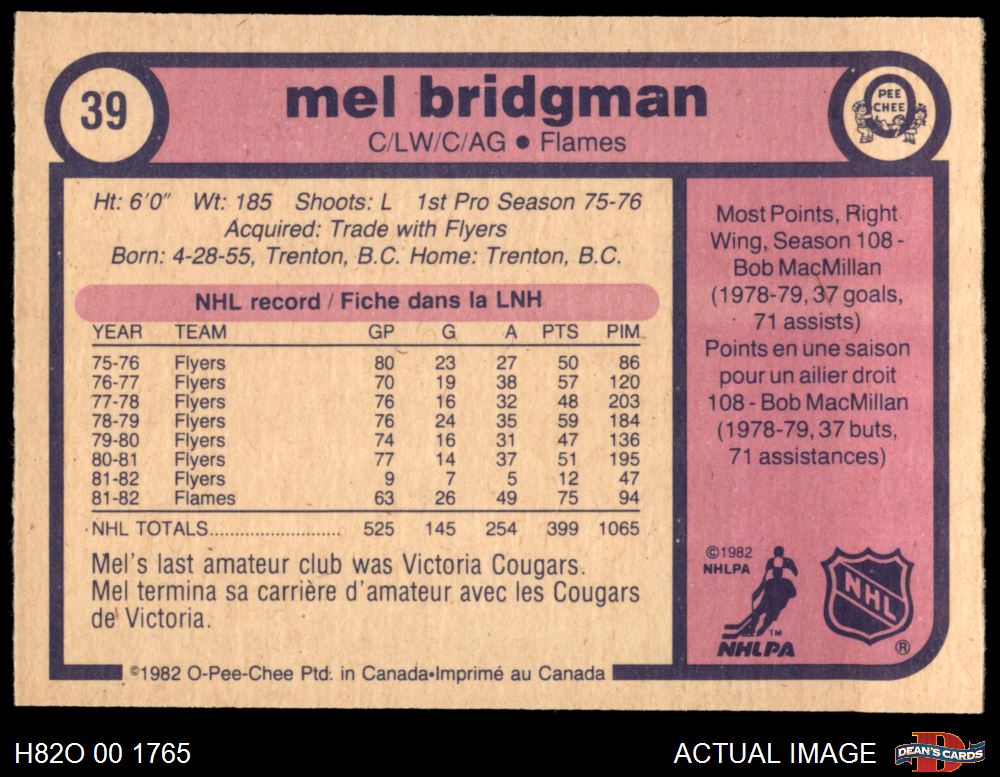 39
mel bridgman
C/LW/C/AG • Flames
PEE
CHEE
Ht: 6'0" Wt: 185 Shoots: L 1st Pro Season 75-76
Acquired: Trade with Flyers
Born: 4-28-55, Trenton, B.C. Home: Trenton, B.C.
NHL record / Fiche dans la LNH
YEAR TEAM GP G A PTS PIM
75-76 Flyers 80 23 27 50 86
76-77 Flyers 70 19 38 57 120
77-78 Flyers 76 16 32 48 203
78-79 Flyers 76 24 35 59 184
79-80 Flyers 74 16 31 47 136
80-81 Flyers 77 14 37 51 195
81-82 Flyers 9 7 5 12 47
81-82 Flames 63 26 49 75 94
NHL TOTALS........................ 525 145 254 399 1065
Mel's last amateur club was Victoria Cougars.
Mel termina sa carrière d'amateur avec les Cougars
de Victoria.
Most Points, Right
Wing, Season 108 -
Bob MacMillan
(1978-79, 37 goals,
71 assists)
Points en une saison
pour un ailier droit
108 - Bob MacMillan
(1978-79, 37 buts,
71 assistances)
©1982
NHLPA
TM
NHLPA
NHL
®
©1982 O-Pee-Chee Ptd. in Canada•Imprimé au Canada
H82O 00 1765
ACTUAL IMAGE
D
DEAN'S CARDS